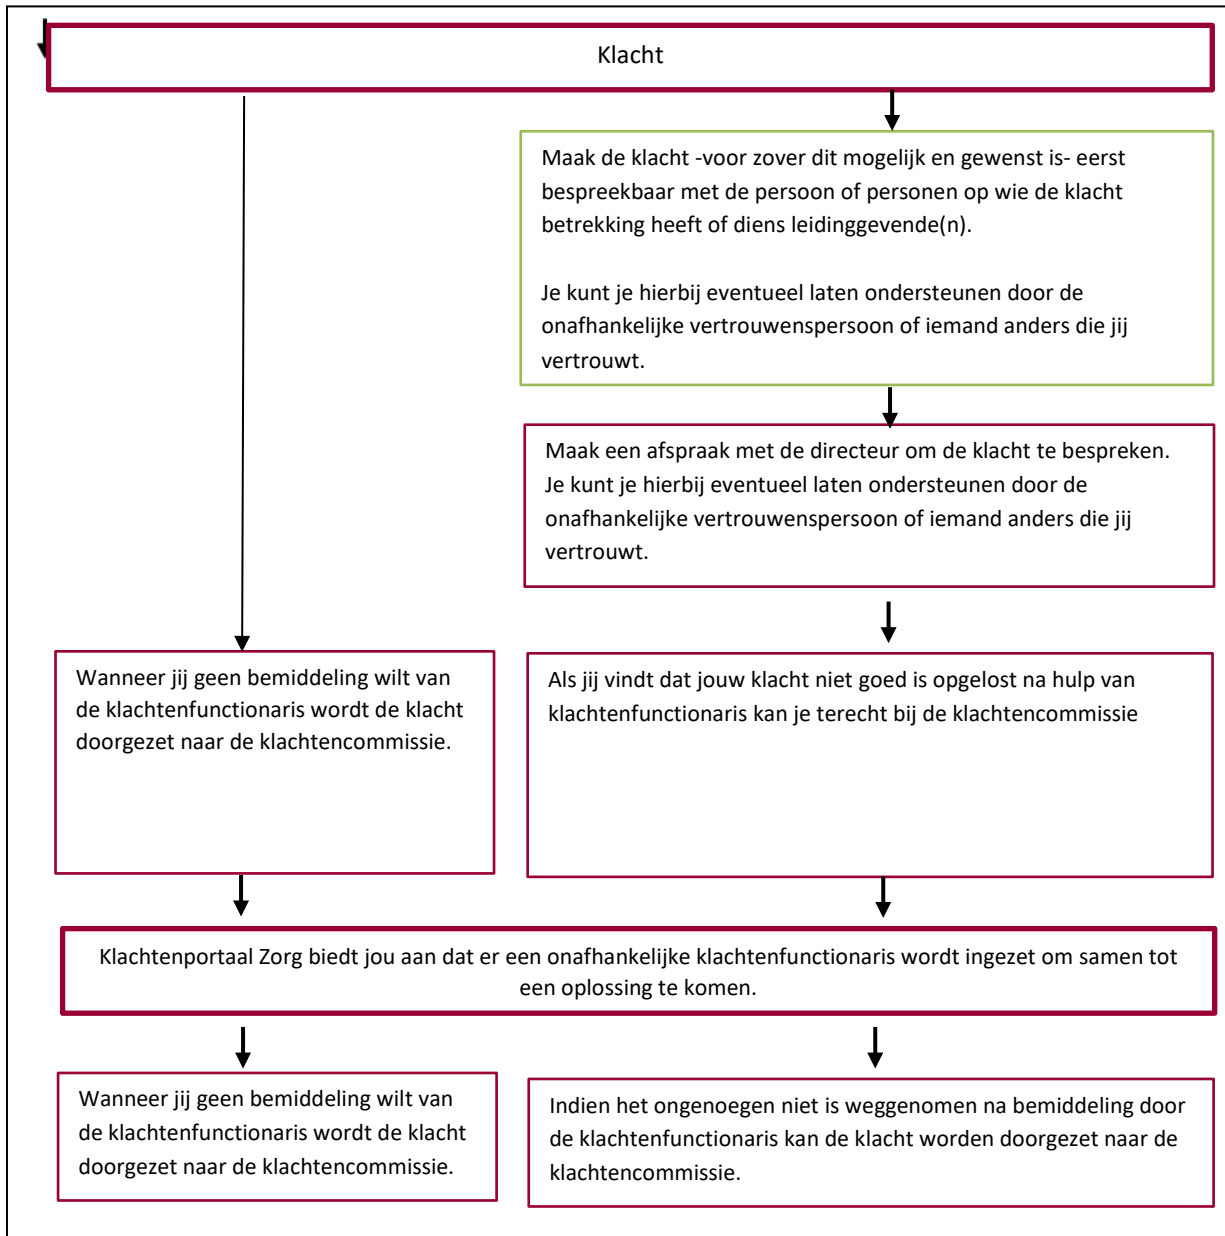 Klacht
Maak de klacht -voor zover dit mogelijk en gewenst is- eerst
bespreekbaar met de persoon of personen op wie de klacht
betrekking heeft of diens leidinggevende(n).
Je kunt je hierbij eventueel laten ondersteunen door de
onafhankelijke vertrouwenspersoon of iemand anders die jij
vertrouwt.
Maak een afspraak met de directeur om de klacht te bespreken.
Je kunt je hierbij eventueel laten ondersteunen door de
onafhankelijke vertrouwenspersoon of iemand anders die jij
vertrouwt.
Wanneer jij geen bemiddeling wilt van
de klachtenfunctionaris wordt de klacht
doorgezet naar de klachtencommissie.
Als jij vindt dat jouw klacht niet goed is opgelost na hulp van
klachtenfunctionaris kan je terecht bij de klachtencommissie
Klachtenportaal Zorg biedt jou aan dat er een onafhankelijke klachtenfunctionaris wordt ingezet om samen tot
een oplossing te komen.
Wanneer jij geen bemiddeling wilt van
de klachtenfunctionaris wordt de klacht
doorgezet naar de klachtencommissie.
Indien het ongenoegen niet is weggenomen na bemiddeling door
de klachtenfunctionaris kan de klacht worden doorgezet naar de
klachtencommissie.